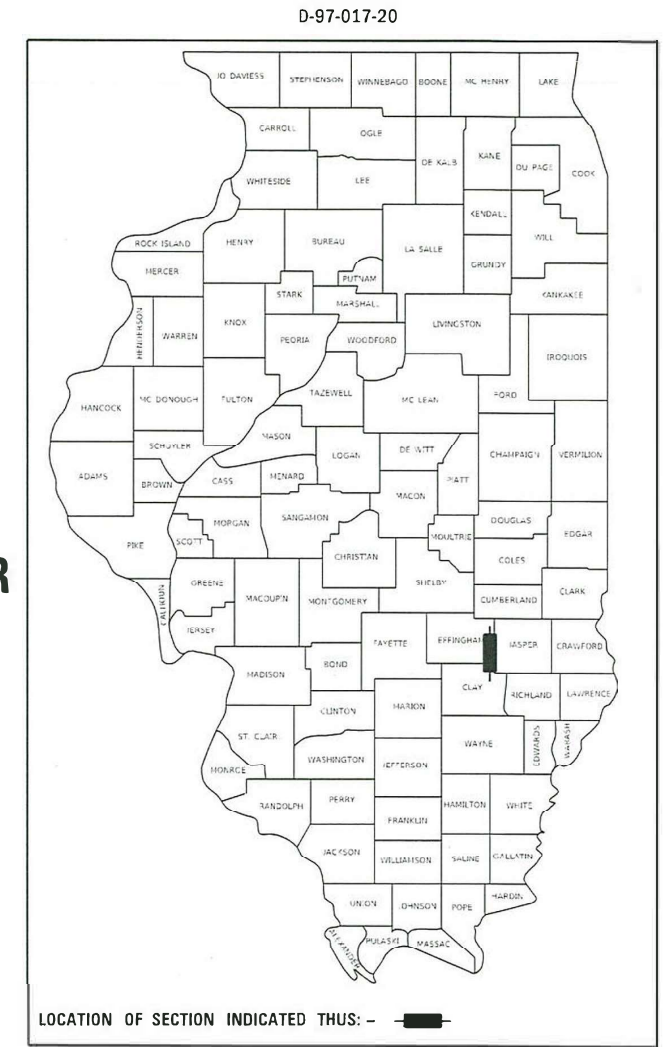 D-97-017-20
JO DAVIESS STEPHENSON WINNEBAGO BOONE MC HENRY LAKE
CARROLL OGLE DE KALB KANE DU PAGE COOK
WHITESIDE LEE
KENDALL
ROCK ISLAND HENRY BUREAU LA SALLE WILL
MERCER PUTNAM GRUNDY
STARK MARSHALL KANKAKEE
HENDERSON WARREN KNOX PEORIA WOODFORD LIVINGSTON IROQUOIS
HANCOCK MC DONOUGH FULTON TAZEWELL MC LEAN FORD
SCHUYLER MASON LOGAN DE WITT CHAMPAIGN VERMILION
ADAMS BROWN CASS MENARD PIATT
MACON
PIKE SCOTT MORGAN SANGAMON MOULTRIE DOUGLAS EDGAR
CHRISTIAN COLES
R
CALHOUN GREENE MACOUPIN MONTGOMERY SHELBY CUMBERLAND CLARK
JERSEY FAYETTE EFFINGHAM JASPER CRAWFORD
MADISON BOND CLAY RICHLAND LAWRENCE
CLINTON MARION
ST. CLAIR WASHINGTON JEFFERSON WAYNE EDWARDS WABASH
MONROE
RANDOLPH PERRY FRANKLIN HAMILTON WHITE
JACKSON WILLIAMSON SALINE GALLATIN
UNION JOHNSON POPE HARDIN
ALEXANDER PULASKI MASSAC
LOCATION OF SECTION INDICATED THUS: –